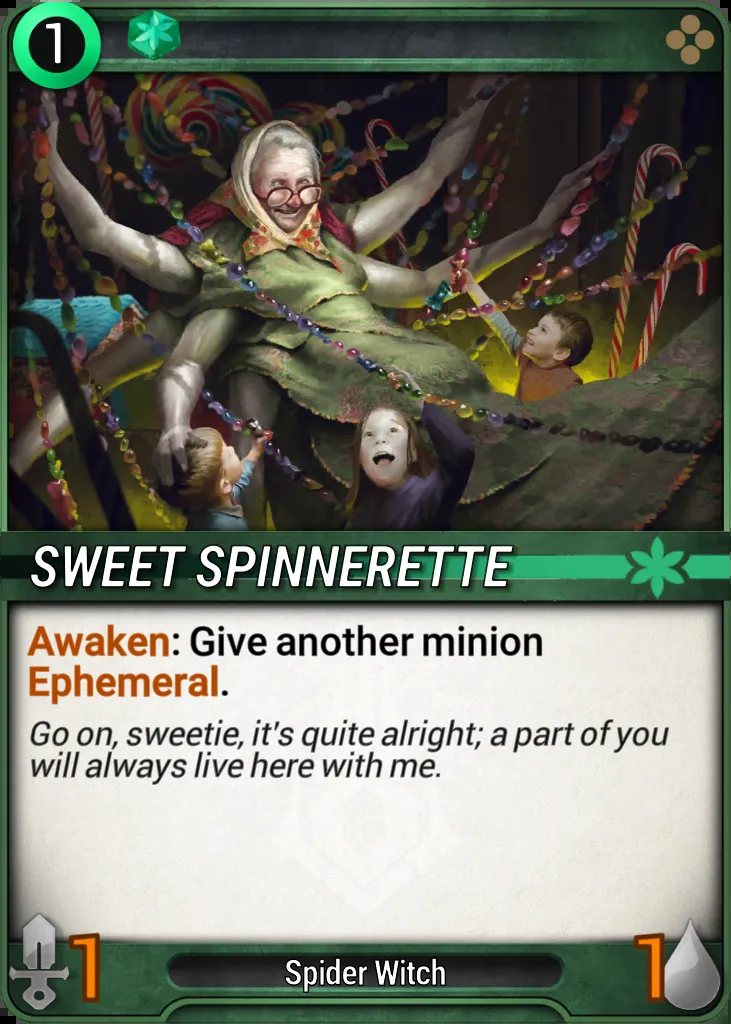 1
SWEET SPINNERETTE
Awaken: Give another minion
Ephemeral.
Go on, sweetie, it's quite alright; a part of you
will always live here with me.
1
Spider Witch
1